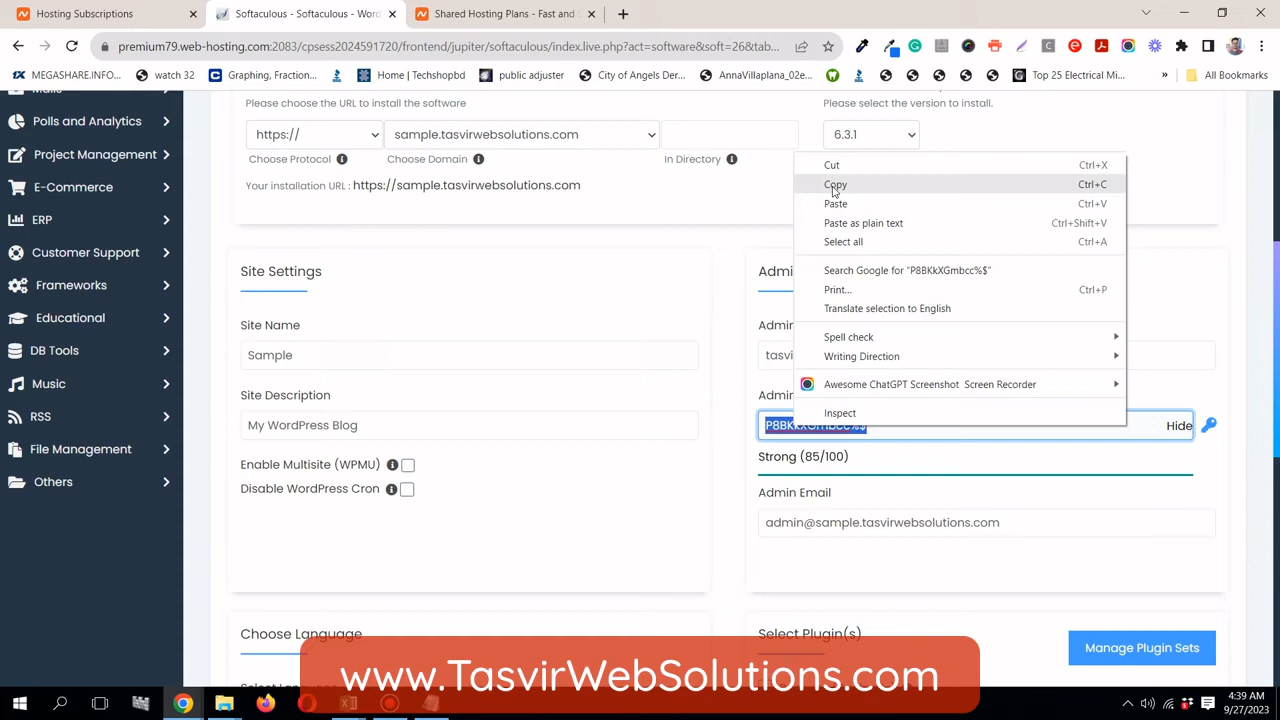 Hosting Subscriptions
Softaculous - Softaculous - Wor
Shared Hosting Plans - Fast and S
premium79.web-hosting.com:2083/cpsess2024591720/frontend/jupiter/softaculous/index.live.php?act=software&soft=26&tab...
MEGASHARE.INFO...
watch 32
Graphing, Fraction...
Home | Techshopbd
public adjuster
City of Angels Der...
AnnaVillaplana_02e...
Top 25 Electrical Mi...
»
All Bookmarks
Polls and Analytics
Project Management
E-Commerce
ERP
Customer Support
Frameworks
Educational
DB Tools
Music
RSS
File Management
Others
Please choose the URL to install the software
Please select the version to install.
https://
sample.tasvirwebsolutions.com
6.3.1
Choose Protocol
Choose Domain
In Directory
Your installation URL : https://sample.tasvirwebsolutions.com
Cut Ctrl+X
Copy Ctrl+C
Paste Ctrl+V
Paste as plain text Ctrl+Shift+V
Select all Ctrl+A
Search Google for "P8BKkXGmbcc%$"
Print... Ctrl+P
Translate selection to English
Spell check
Writing Direction
Awesome ChatGPT Screenshot Screen Recorder
Inspect
Site Settings
Site Name
Sample
Site Description
My WordPress Blog
Enable Multisite (WPMU)
Disable WordPress Cron
Admi
Admin
tasvi
Admin
P8BKkXGmbcc%$
Hide
Strong (85/100)
Admin Email
admin@sample.tasvirwebsolutions.com
Choose Language
Select Plugin(s)
Manage Plugin Sets
www.TasvirWebSolutions.com
4:39 AM
9/27/2023